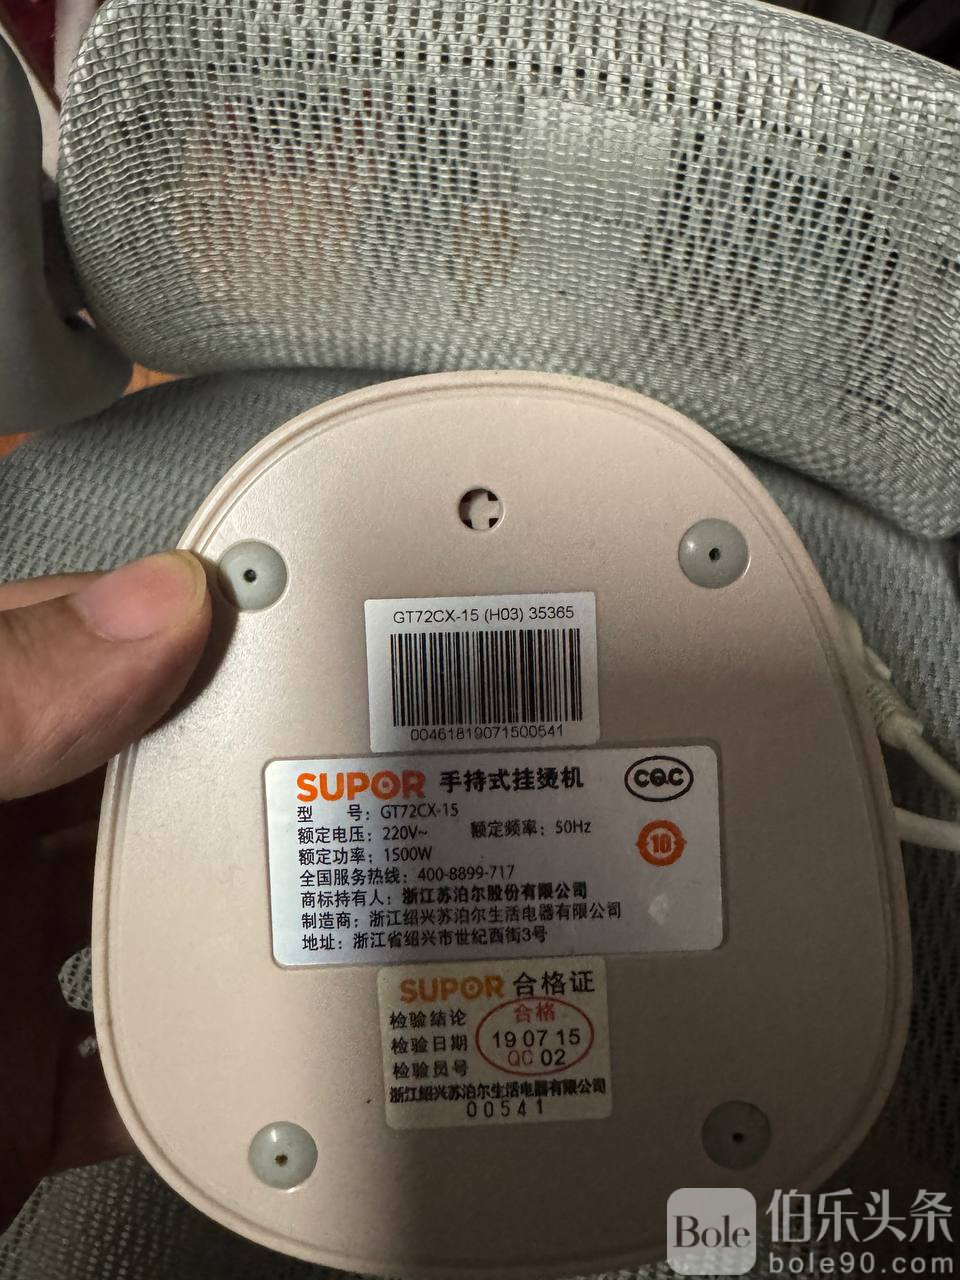 GT72CX-15 (H03) 35365
00461819071500541
SUPOR 手持式挂烫机 CQC
型 号：GT72CX-15
额定电压：220V~ 额定频率：50Hz
10
额定功率：1500W
全国服务热线：400-8899-717
商标持有人：浙江苏泊尔股份有限公司
制造商：浙江绍兴苏泊尔生活电器有限公司
地址：浙江省绍兴市世纪西街3号
SUPOR 合格证
检验结论 合格
检验日期 19 07 15
检验员号 QC 02
浙江绍兴苏泊尔生活电器有限公司
00541
Bole 伯乐头条
bole90.com